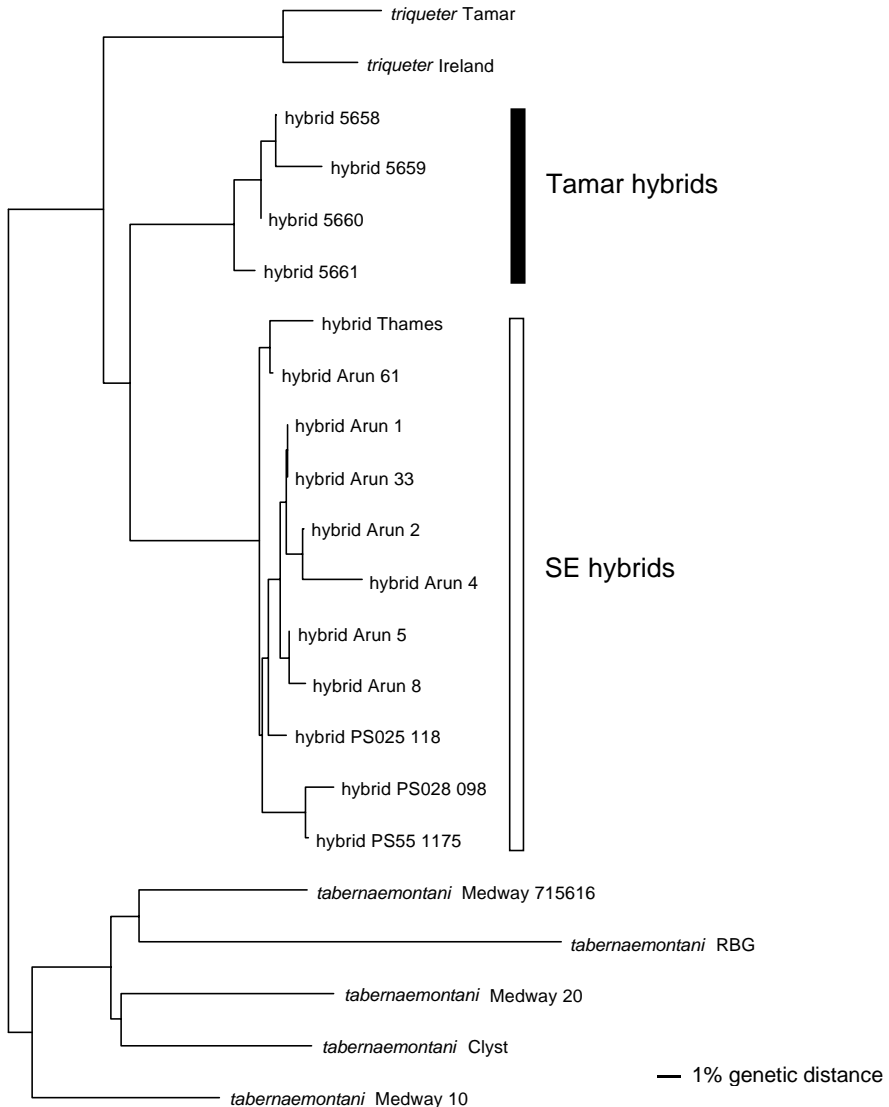 triqueter Tamar
triqueter Ireland
hybrid 5658
hybrid 5659
Tamar hybrids
hybrid 5660
hybrid 5661
hybrid Thames
hybrid Arun 61
hybrid Arun 1
hybrid Arun 33
hybrid Arun 2
SE hybrids
hybrid Arun 4
hybrid Arun 5
hybrid Arun 8
hybrid PS025 118
hybrid PS028 098
hybrid PS55 1175
tabernaemontani Medway 715616
tabernaemontani RBG
tabernaemontani Medway 20
tabernaemontani Clyst
1% genetic distance
tabernaemontani Medway 10